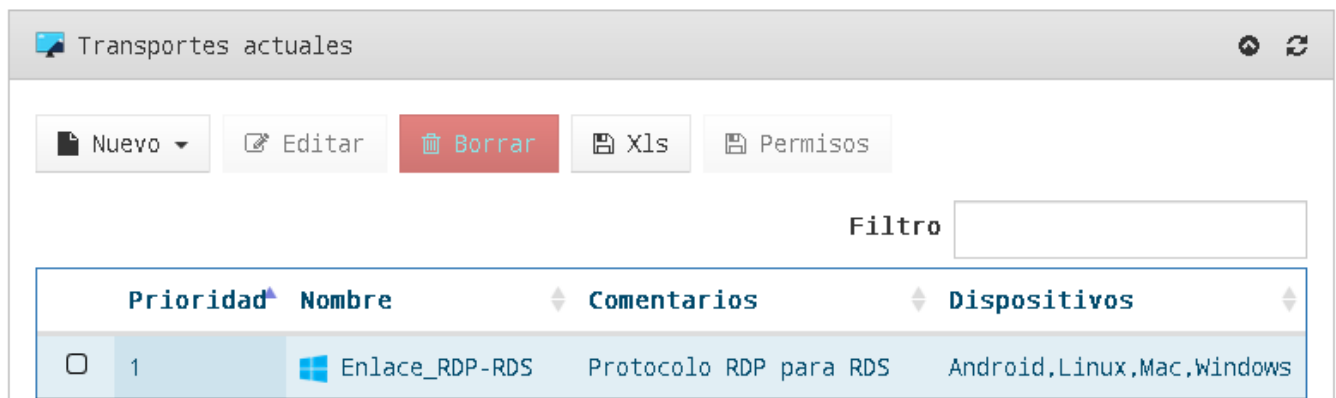 Transportes actuales
Nuevo Editar Borrar Xls Permisos
Filtro
Prioridad Nombre Comentarios Dispositivos
1 Enlace_RDP-RDS Protocolo RDP para RDS Android,Linux,Mac,Windows